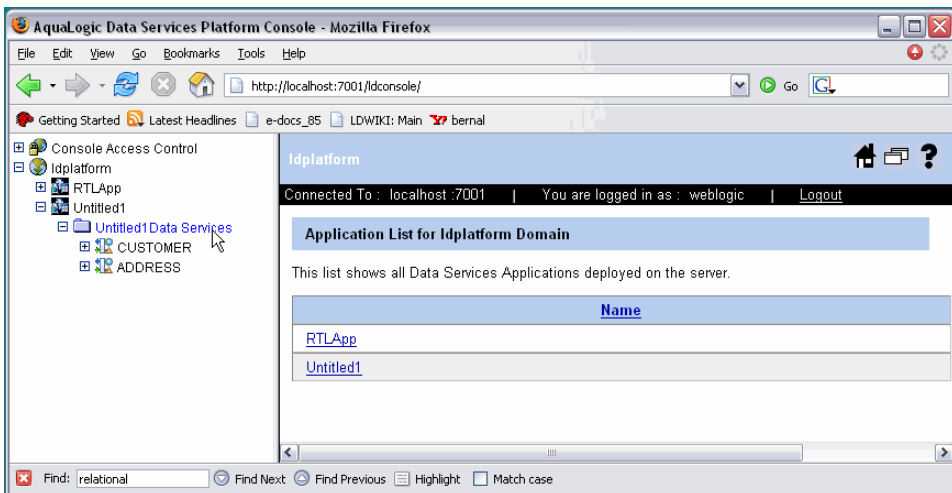 AquaLogic Data Services Platform Console - Mozilla Firefox
File Edit View Go Bookmarks Tools Help
http://localhost:7001/ldconsole/ Go
Getting Started Latest Headlines e-docs_85 LDWIKI: Main bernal
Console Access Control
ldplatform
RTLApp
Untitled1
Untitled1Data Services
CUSTOMER
ADDRESS
ldplatform
Connected To : localhost :7001 | You are logged in as : weblogic | Logout
Application List for ldplatform Domain
This list shows all Data Services Applications deployed on the server.
Name
RTLApp
Untitled1
Find: relational Find Next Find Previous Highlight Match case